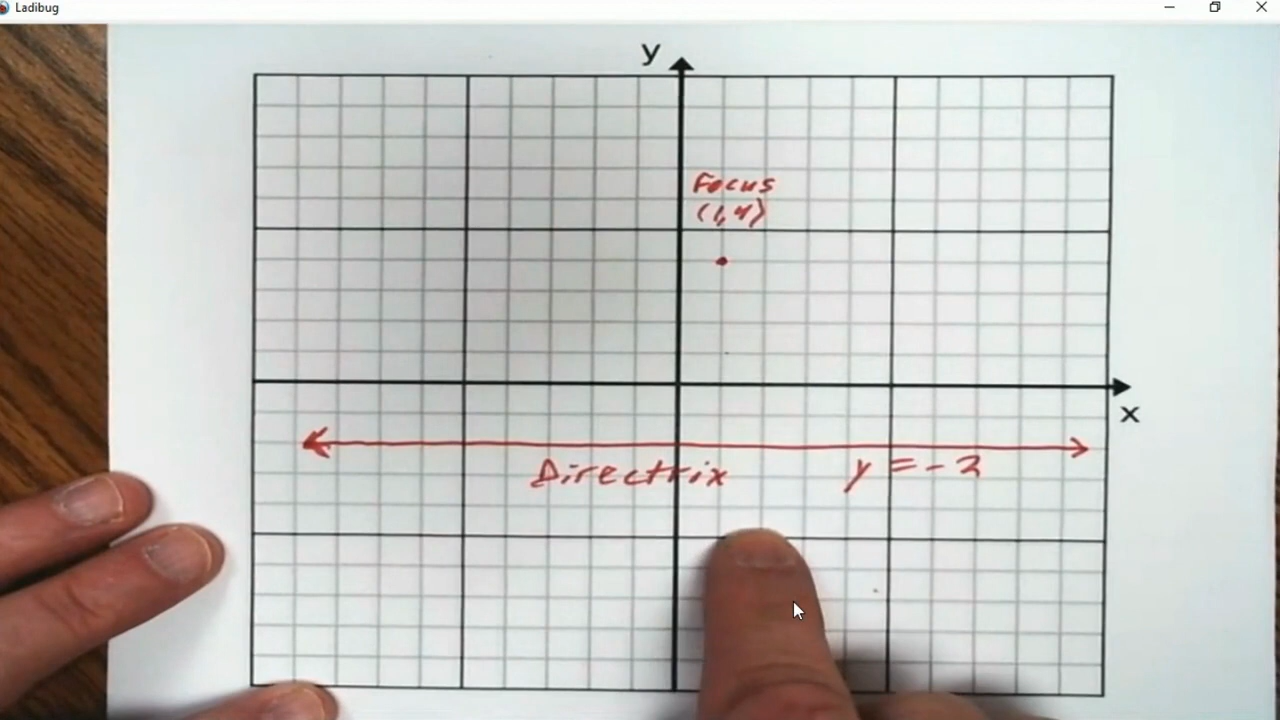 Ladibug
y
Focus
(1,4)
x
Directrix
y = -2